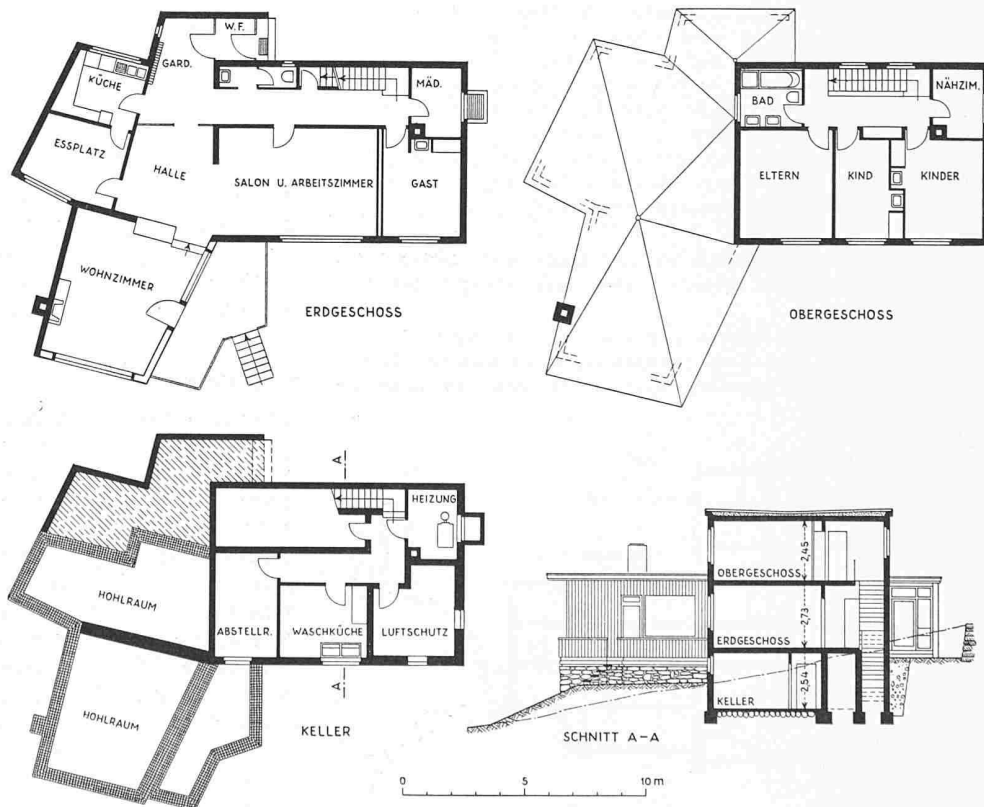 W.F.
GARD.
KÜCHE
MÄD.
ESSPLATZ
HALLE
SALON U. ARBEITSZIMMER
GAST
WOHNZIMMER
ERDGESCHOSS
BAD
NÄHZIM.
ELTERN
KIND
KINDER
OBERGESCHOSS
A
HEIZUNG
HOHLRAUM
ABSTELLR.
WASCHKÜCHE
LUFTSCHUTZ
A
HOHLRAUM
KELLER
OBERGESCHOSS
2,45
ERDGESCHOSS
2,73
KELLER
2,54
SCHNITT A-A
0 5 10 m